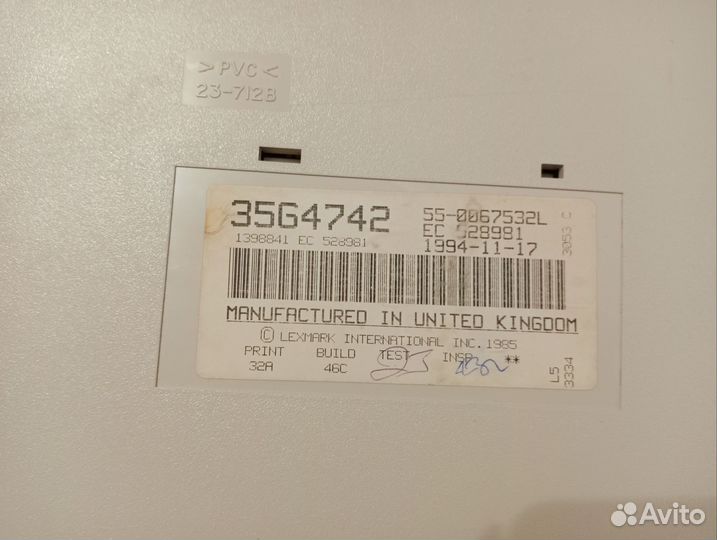 >PVC<
23-712B
35G4742
55-0067532L
1398841 EC 528981
EC 528981
1994-11-17
3053 C
MANUFACTURED IN UNITED KINGDOM
© LEXMARK INTERNATIONAL INC. 1985
PRINT BUILD TEST INSP **
32A 46C
L5
3334
Avito